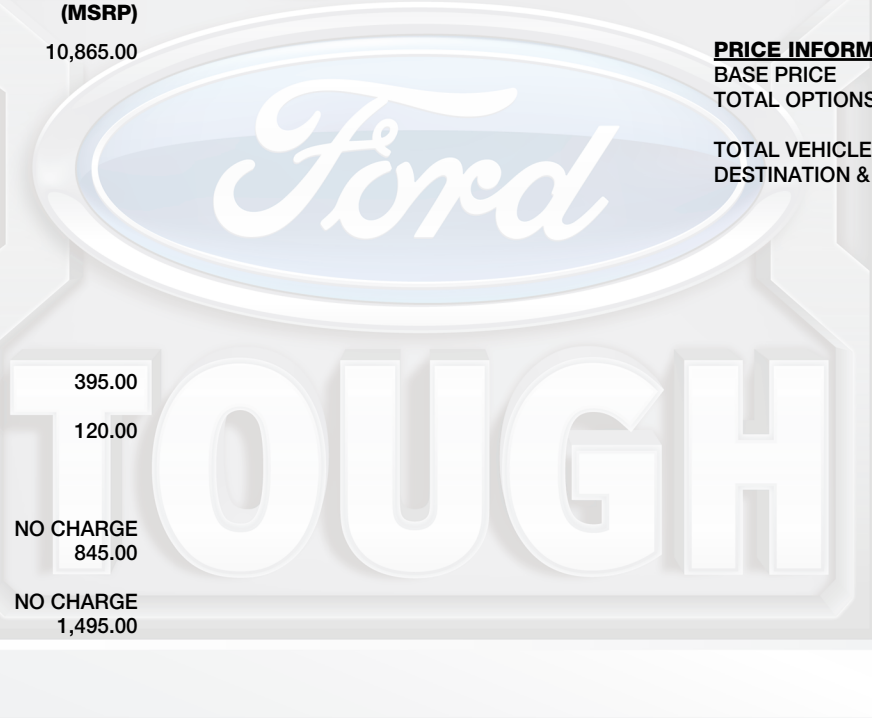 (MSRP)
10,865.00
395.00
120.00
NO CHARGE
845.00
NO CHARGE
1,495.00
PRICE INFORM
BASE PRICE
TOTAL OPTIONS
TOTAL VEHICLE
DESTINATION &
Ford
TOUGH